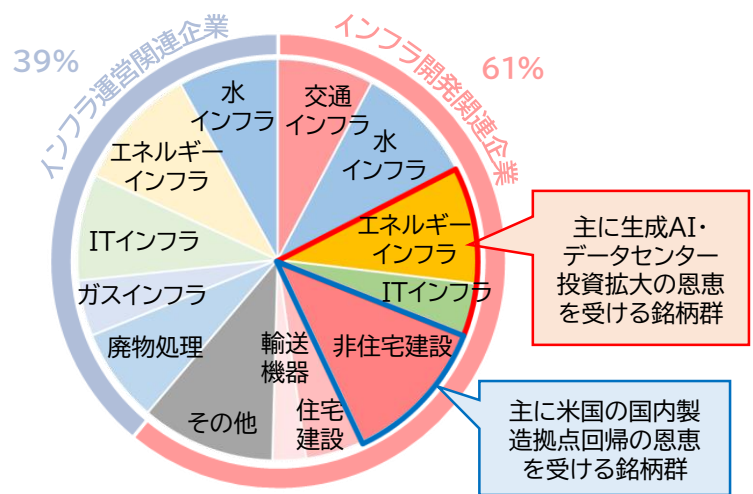 39%
インフラ運営関連企業
インフラ開発関連企業
61%
水
インフラ
交通
インフラ
水
インフラ
エネルギー
インフラ
エネルギー
インフラ
ITインフラ
ITインフラ
ガスインフラ
廃物処理
輸送
機器
非住宅建設
住宅
建設
その他
主に生成AI・
データセンター
投資拡大の恩恵
を受ける銘柄群
主に米国の国内製
造拠点回帰の恩恵
を受ける銘柄群